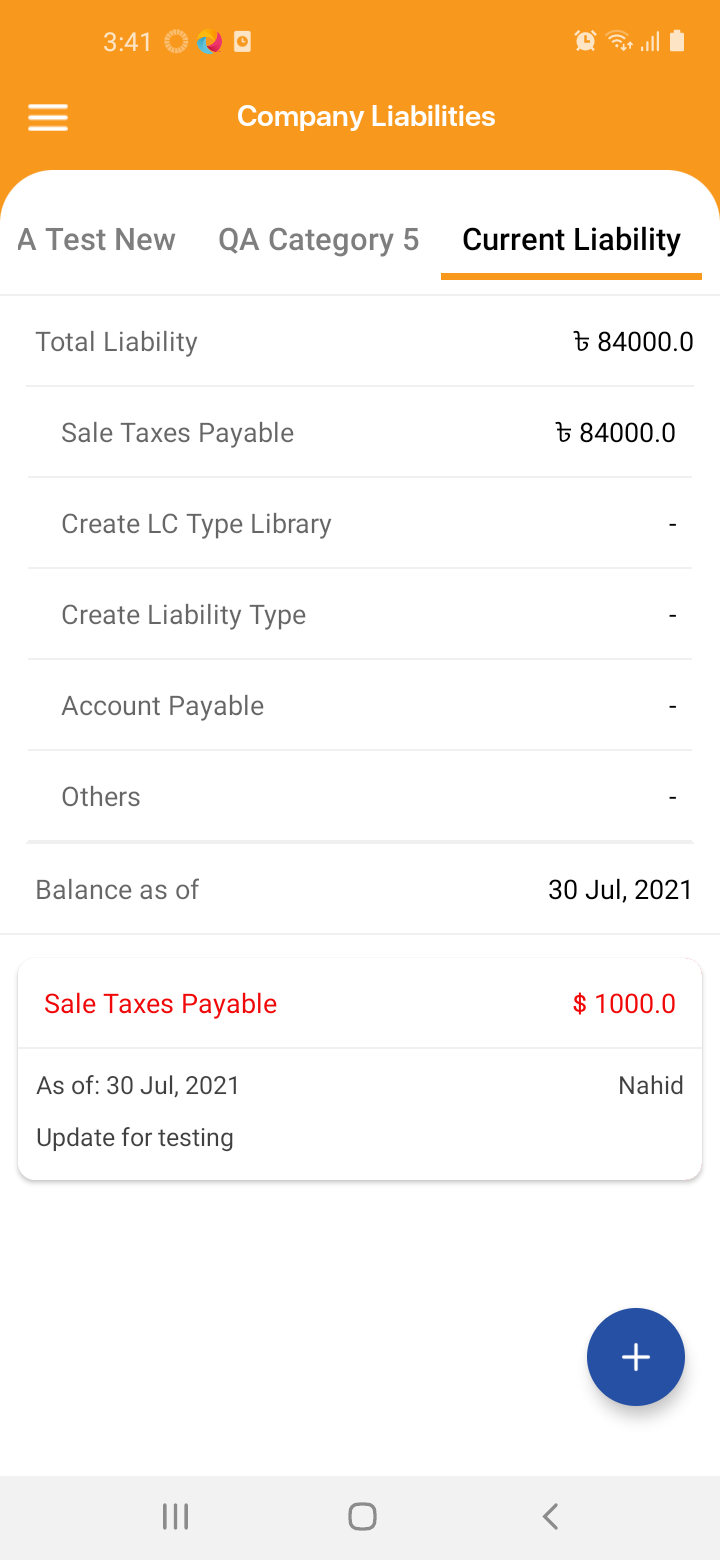 3:41
Company Liabilities
A Test New QA Category 5 Current Liability
Total Liability ৳ 84000.0
Sale Taxes Payable ৳ 84000.0
Create LC Type Library -
Create Liability Type -
Account Payable -
Others -
Balance as of 30 Jul, 2021
Sale Taxes Payable $ 1000.0
As of: 30 Jul, 2021 Nahid
Update for testing